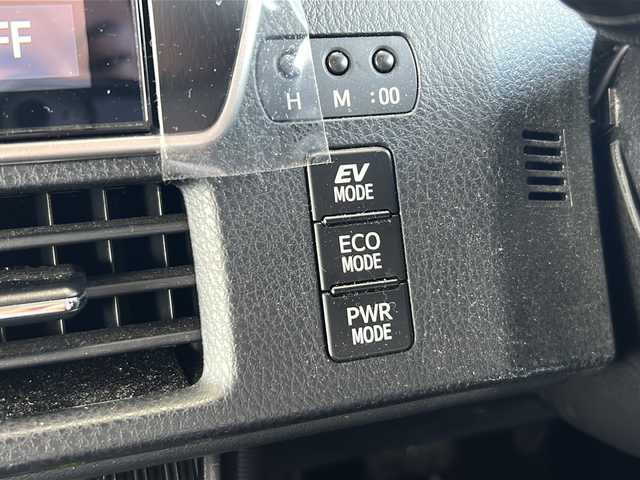 FF
H M :00
EV
MODE
ECO
MODE
PWR
MODE